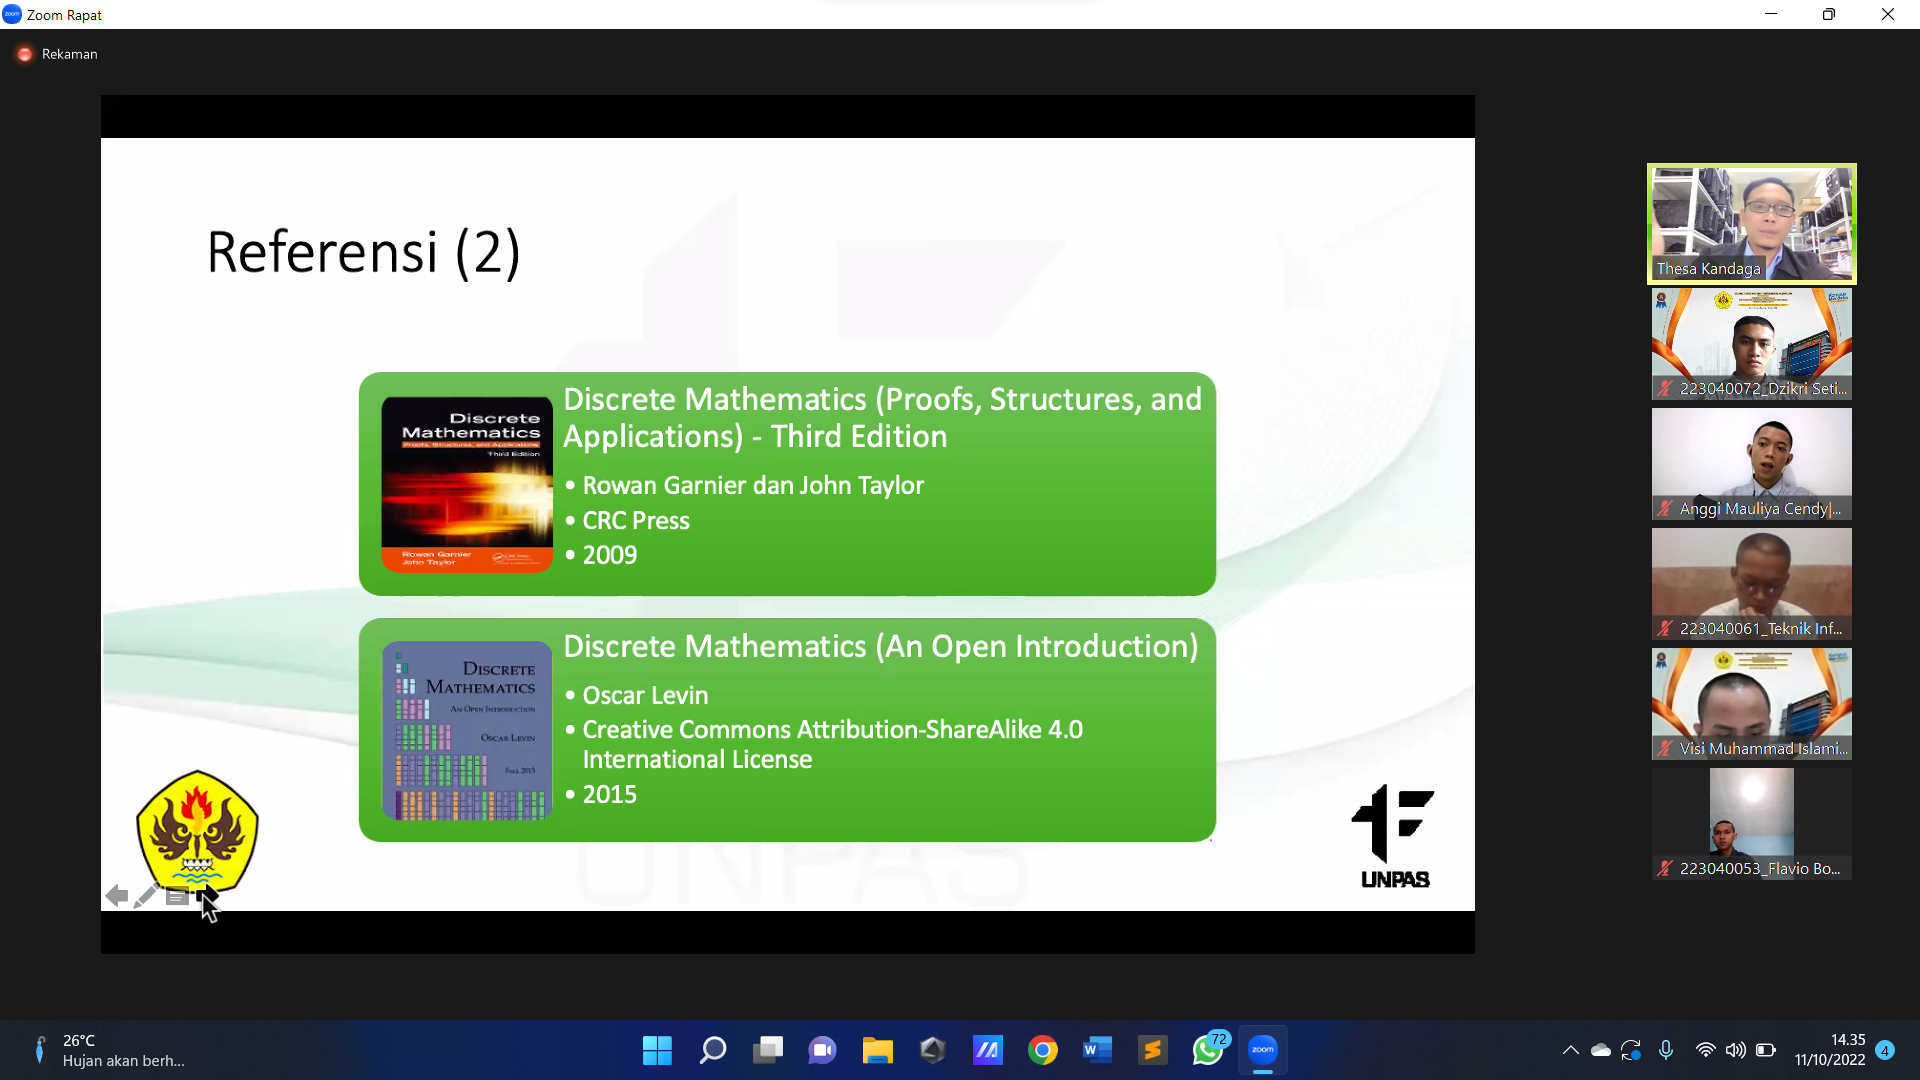 Zoom Rapat
Rekaman
Referensi (2)
Discrete
Mathematics
Proofs, Structures, and Applications
Third Edition
Rowan Garnier
John Taylor
Discrete Mathematics (Proofs, Structures, and
Applications) - Third Edition
• Rowan Garnier dan John Taylor
• CRC Press
• 2009
Discrete
Mathematics
An Open Introduction
Oscar Levin
Fall 2015
Discrete Mathematics (An Open Introduction)
• Oscar Levin
• Creative Commons Attribution-ShareAlike 4.0
International License
• 2015
UNPAS
UNPAS
Thesa Kandaga
223040072_Dzikri Seti...
Anggi Mauliya Cendy|...
223040061_Teknik Inf...
Visi Muhammad Islami...
223040053_Flavio Bo...
26°C
Hujan akan berh...
72
zoom
14.35
11/10/2022
4